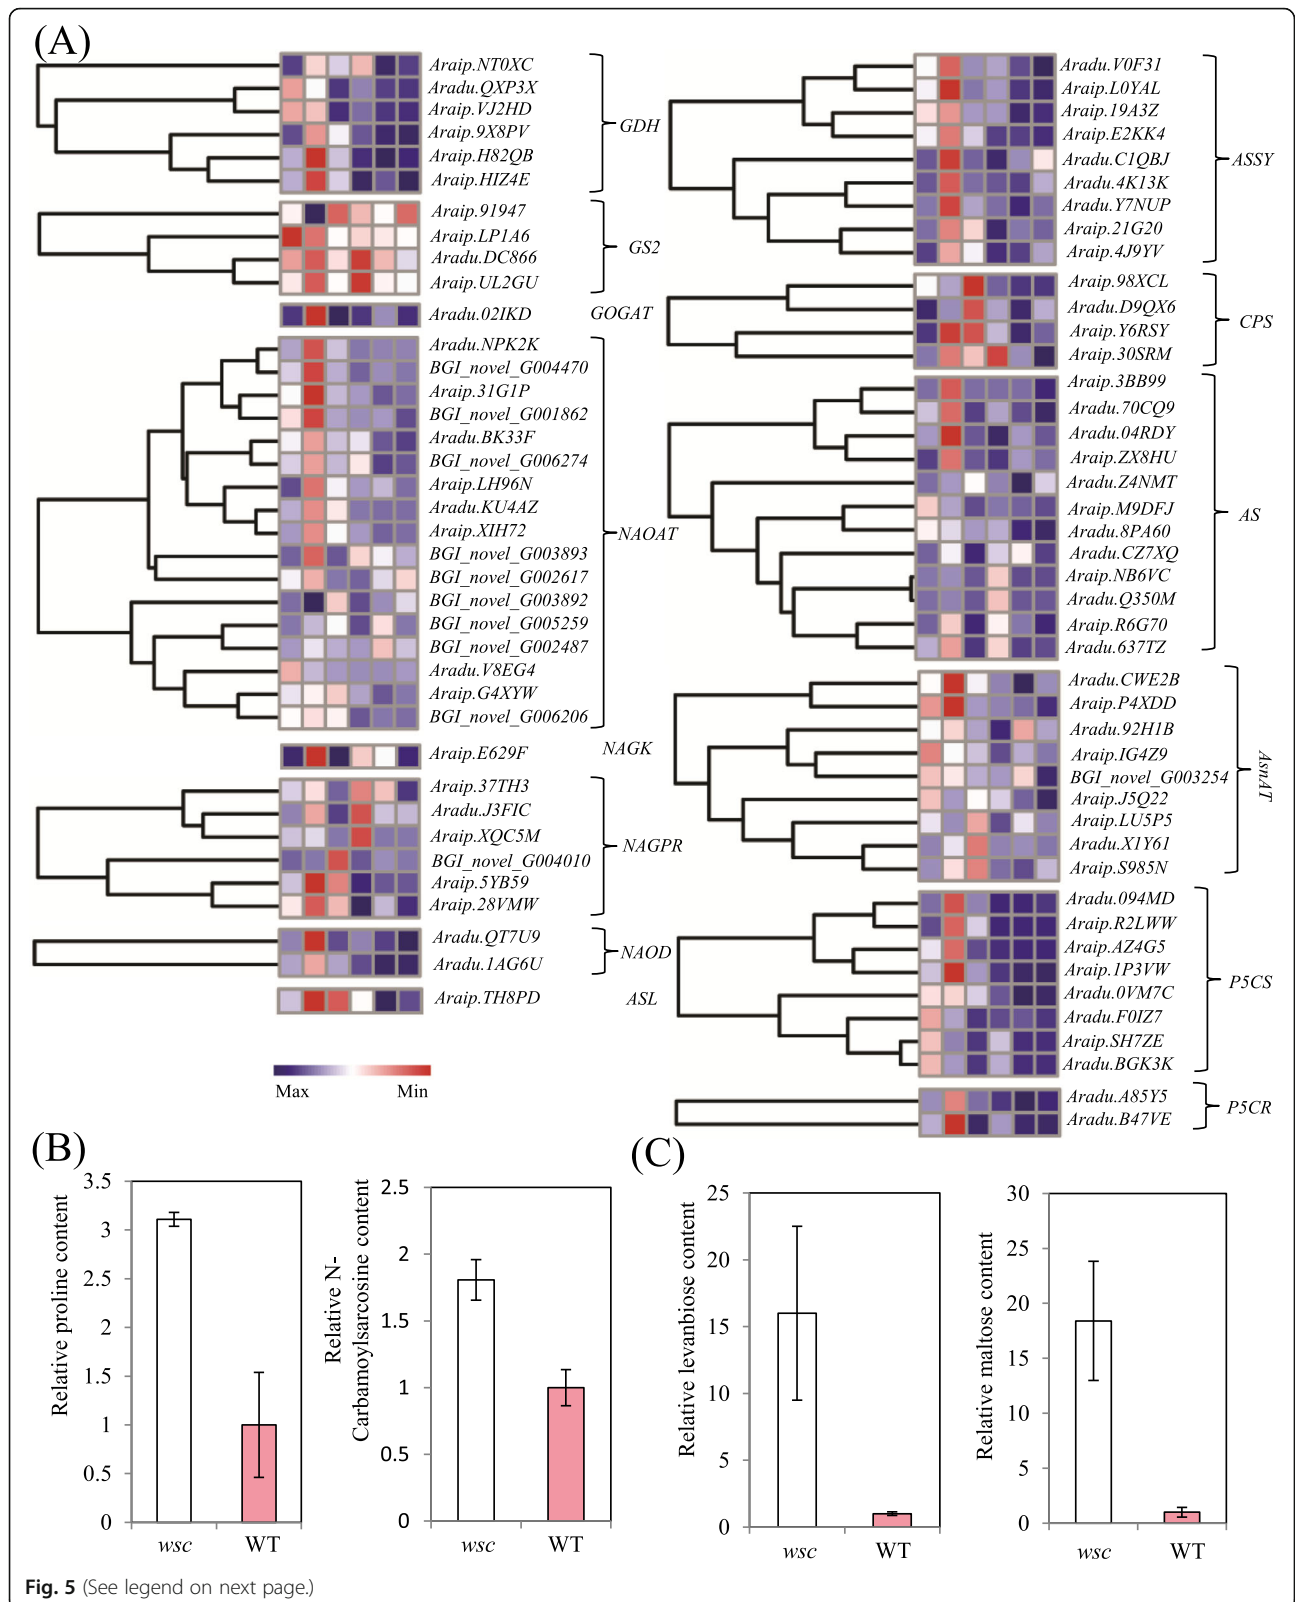 (A)
Araip.NT0XC
Aradu.QXP3X
Araip.VJ2HD
Araip.9X8PV
Araip.H82QB
Araip.HIZ4E
GDH
Araip.91947
Araip.LP1A6
Aradu.DC866
Araip.UL2GU
GS2
Aradu.02IKD
GOGAT
Aradu.NPK2K
BGI_novel_G004470
Araip.31G1P
BGI_novel_G001862
Aradu.BK33F
BGI_novel_G006274
Araip.LH96N
Aradu.KU4AZ
Araip.XIH72
BGI_novel_G003893
BGI_novel_G002617
BGI_novel_G003892
BGI_novel_G005259
BGI_novel_G002487
Aradu.V8EG4
Araip.G4XYW
BGI_novel_G006206
NAOAT
Araip.E629F
NAGK
Araip.37TH3
Aradu.J3FIC
Araip.XQC5M
BGI_novel_G004010
Araip.5YB59
Araip.28VMW
NAGPR
Aradu.QT7U9
Aradu.1AG6U
NAOD
Araip.TH8PD
ASL
Max
Min
Aradu.V0F31
Araip.L0YAL
Araip.19A3Z
Araip.E2KK4
Aradu.C1QBJ
Aradu.4K13K
Aradu.Y7NUP
Araip.21G20
Araip.4J9YV
ASSY
Araip.98XCL
Aradu.D9QX6
Araip.Y6RSY
Araip.30SRM
CPS
Araip.3BB99
Aradu.70CQ9
Aradu.04RDY
Araip.ZX8HU
Aradu.Z4NMT
Araip.M9DFJ
Aradu.8PA60
Aradu.CZ7XQ
Araip.NB6VC
Aradu.Q350M
Araip.R6G70
Aradu.637TZ
AS
Aradu.CWE2B
Araip.P4XDD
Aradu.92H1B
Araip.IG4Z9
BGI_novel_G003254
Araip.J5Q22
Araip.LU5P5
Aradu.X1Y61
Araip.S985N
AsnAT
Aradu.094MD
Araip.R2LWW
Araip.AZ4G5
Araip.1P3VW
Aradu.0VM7C
Aradu.F0IZ7
Araip.SH7ZE
Aradu.BGK3K
P5CS
Aradu.A85Y5
Aradu.B47VE
P5CR
(B)
Relative proline content
3.5
3
2.5
2
1.5
1
0.5
0
wsc
WT
Relative N-
Carbamoylsarcosine content
2.5
2
1.5
1
0.5
0
wsc
WT
(C)
Relative levanbiose content
25
20
15
10
5
0
wsc
WT
Relative maltose content
30
25
20
15
10
5
0
wsc
WT
Fig. 5 (See legend on next page.)